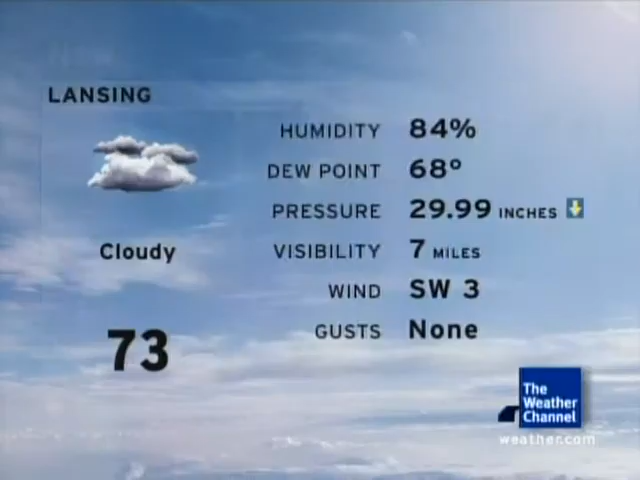 LANSING
HUMIDITY 84%
DEW POINT 68°
PRESSURE 29.99 INCHES
Cloudy
VISIBILITY 7 MILES
WIND SW 3
73
GUSTS None
The
Weather
Channel
weather.com